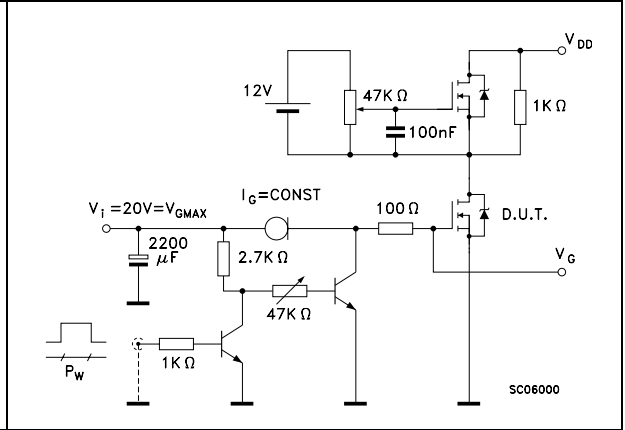 V DD
12V
47K Ω
1K Ω
100nF
I G =CONST
V i =20V=V GMAX
100 Ω
D.U.T.
2200
μF
2.7K Ω
V G
47K Ω
1K Ω
P W
SC06000